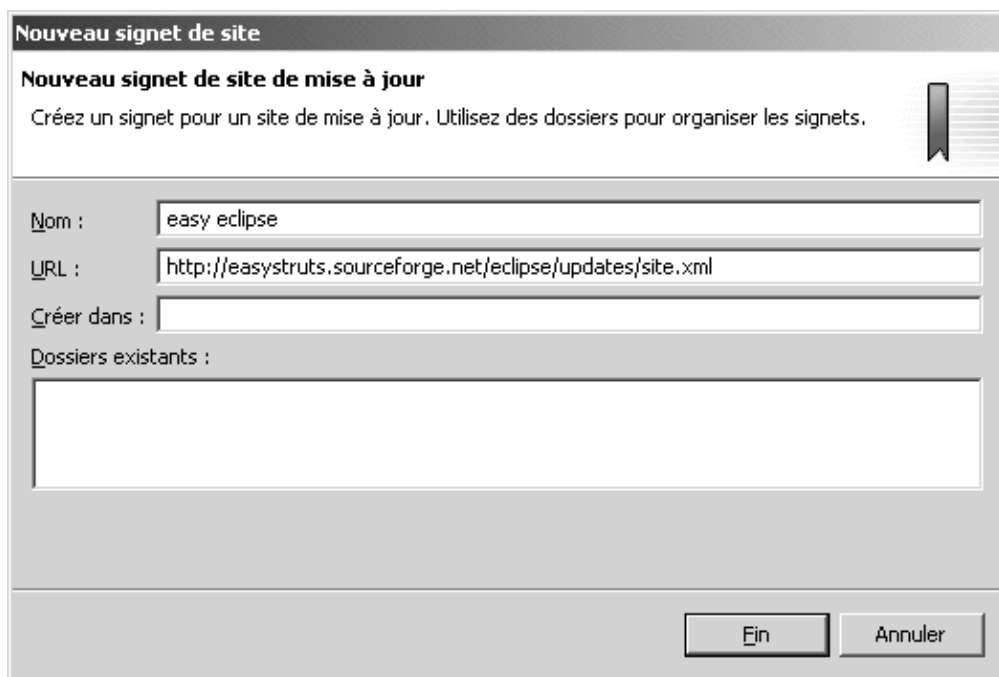 Nouveau signet de site
Nouveau signet de site de mise à jour
Créez un signet pour un site de mise à jour. Utilisez des dossiers pour organiser les signets.
Nom : easy eclipse
URL : http://easystruts.sourceforge.net/eclipse/updates/site.xml
Créer dans :
Dossiers existants :
Fin Annuler